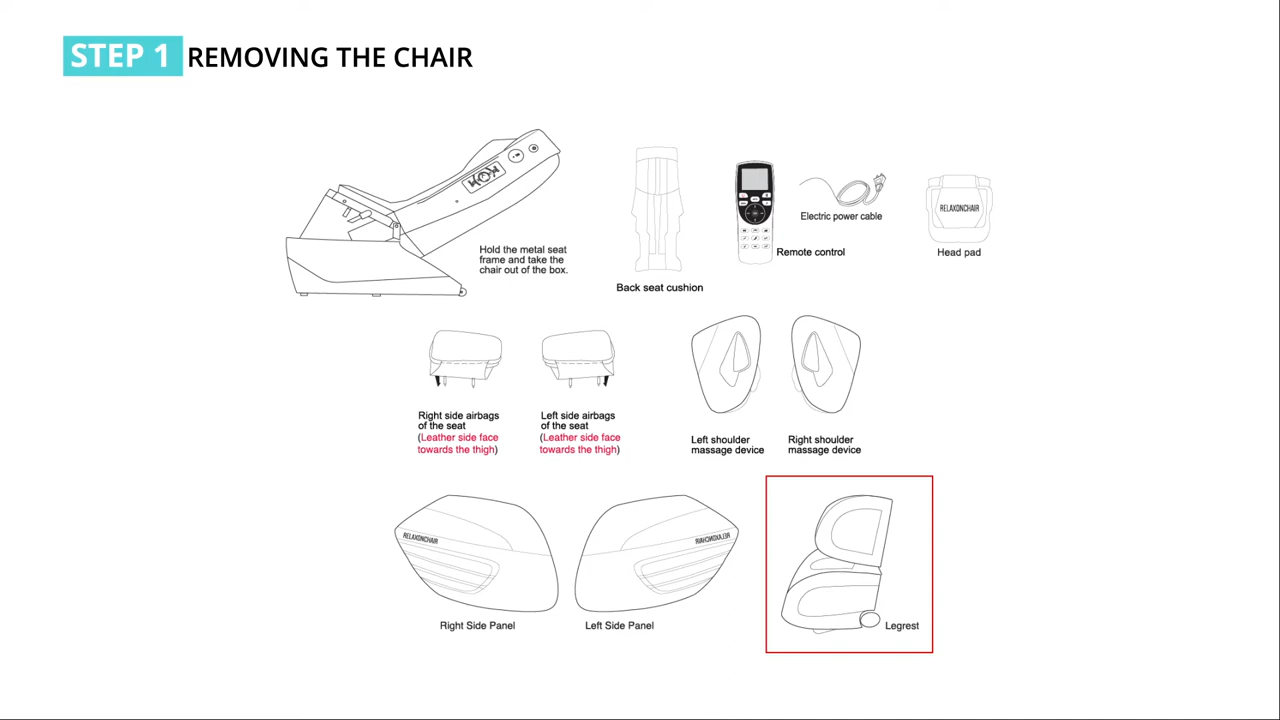 STEP 1 REMOVING THE CHAIR
Hold the metal seat
frame and take the
chair out of the box.
Back seat cushion
Remote control
Electric power cable
RELAXONCHAIR
Head pad
Right side airbags
of the seat
(Leather side face
towards the thigh)
Left side airbags
of the seat
(Leather side face
towards the thigh)
Left shoulder
massage device
Right shoulder
massage device
RELAXONCHAIR
Right Side Panel
RELAXONCHAIR
Left Side Panel
Legrest